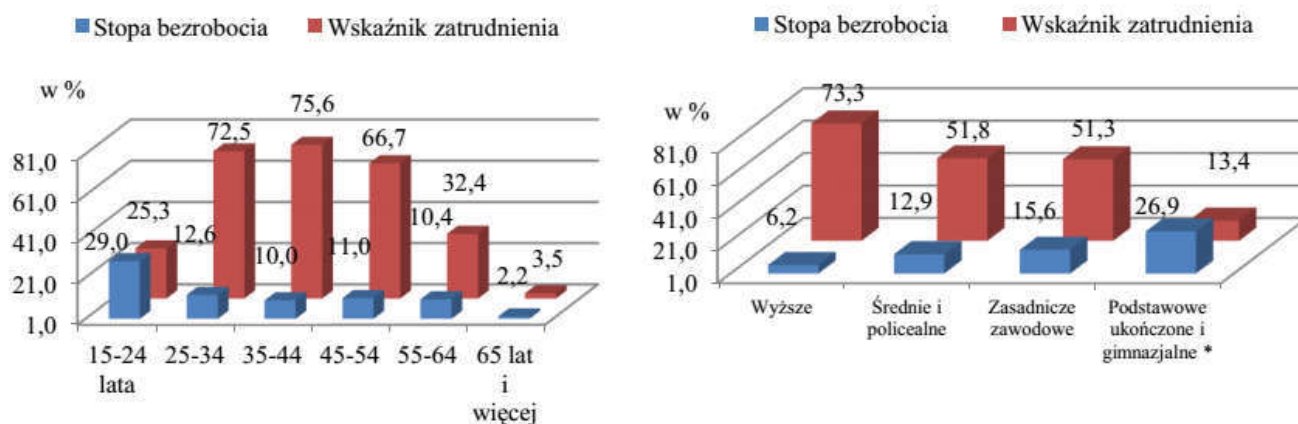 Stopa bezrobocia Wskaźnik zatrudnienia
w %
81,0
61,0
41,0
21,0
1,0
29,0
25,3
12,6
72,5
10,0
75,6
11,0
66,7
10,4
32,4
2,2
3,5
15-24 25-34 35-44 45-54 55-64 65 lat
lata i
więcej
Stopa bezrobocia Wskaźnik zatrudnienia
w %
81,0
61,0
41,0
21,0
1,0
6,2
73,3
12,9
51,8
15,6
51,3
26,9
13,4
Wyższe
Średnie i
policealne
Zasadnicze
zawodowe
Podstawowe
ukończone i
gimnazjalne *